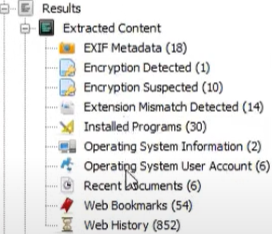 Results
Extracted Content
EXIF Metadata (18)
Encryption Detected (1)
Encryption Suspected (10)
Extension Mismatch Detected (14)
Installed Programs (30)
Operating System Information (2)
Operating System User Account (6)
Recent Documents (6)
Web Bookmarks (54)
Web History (852)